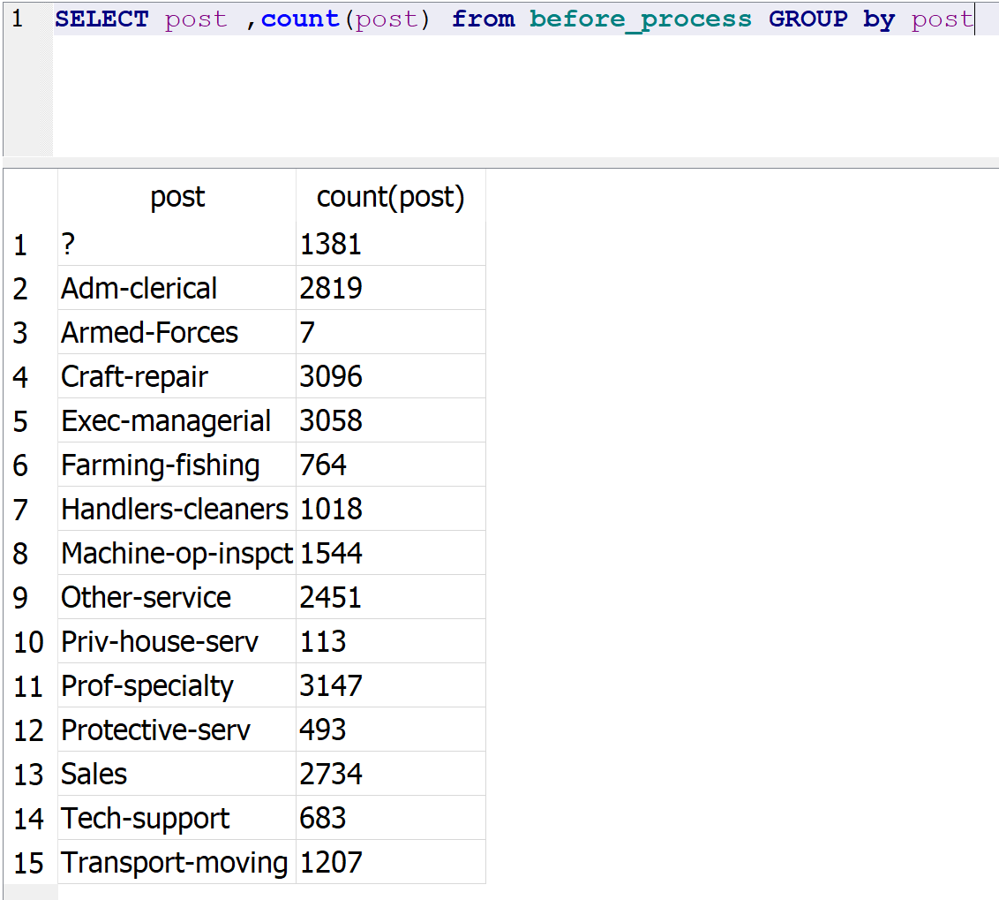 1 SELECT post ,count(post) from before_process GROUP by post
post count(post)
1 ? 1381
2 Adm-clerical 2819
3 Armed-Forces 7
4 Craft-repair 3096
5 Exec-managerial 3058
6 Farming-fishing 764
7 Handlers-cleaners 1018
8 Machine-op-inspct 1544
9 Other-service 2451
10 Priv-house-serv 113
11 Prof-specialty 3147
12 Protective-serv 493
13 Sales 2734
14 Tech-support 683
15 Transport-moving 1207